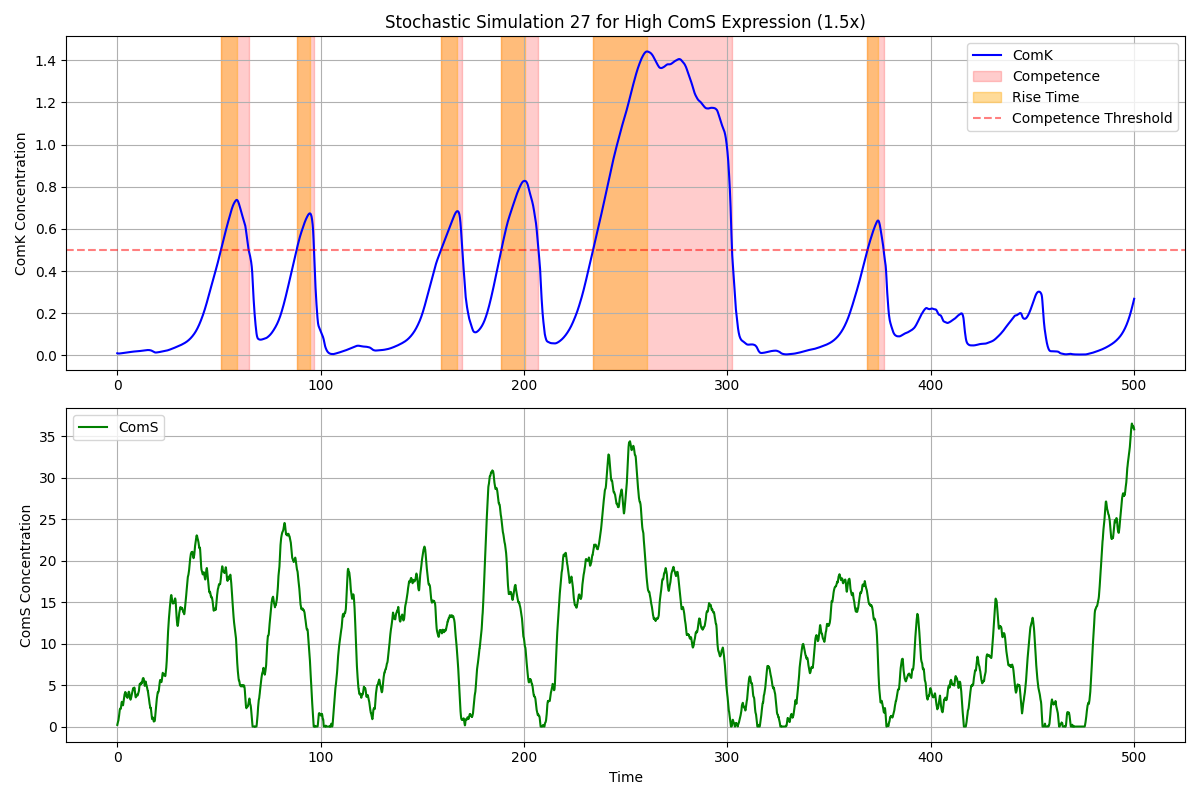 Stochastic Simulation 27 for High ComS Expression (1.5x)
ComK Concentration
1.4
1.2
1.0
0.8
0.6
0.4
0.2
0.0
ComK
Competence
Rise Time
Competence Threshold
0 100 200 300 400 500
ComS Concentration
35
30
25
20
15
10
5
0
ComS
0 100 200 300 400 500
Time